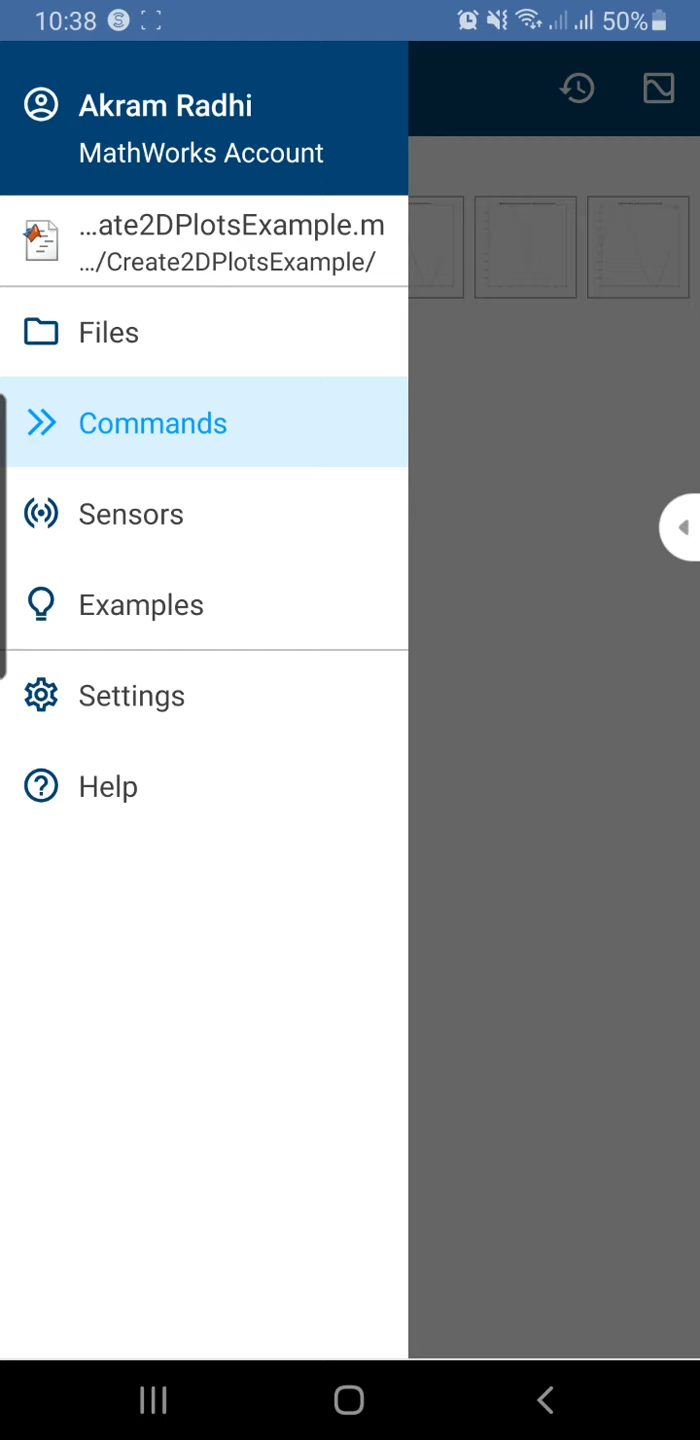 10:38
50%
Akram Radhi
MathWorks Account
...ate2DPlotsExample.m
.../Create2DPlotsExample/
Files
Commands
Sensors
Examples
Settings
Help